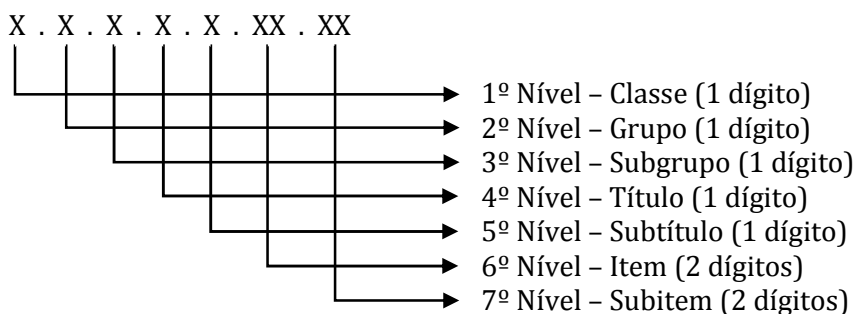 X . X . X . X . X . XX . XX
1º Nível – Classe (1 dígito)
2º Nível – Grupo (1 dígito)
3º Nível – Subgrupo (1 dígito)
4º Nível – Título (1 dígito)
5º Nível – Subtítulo (1 dígito)
6º Nível – Item (2 dígitos)
7º Nível – Subitem (2 dígitos)